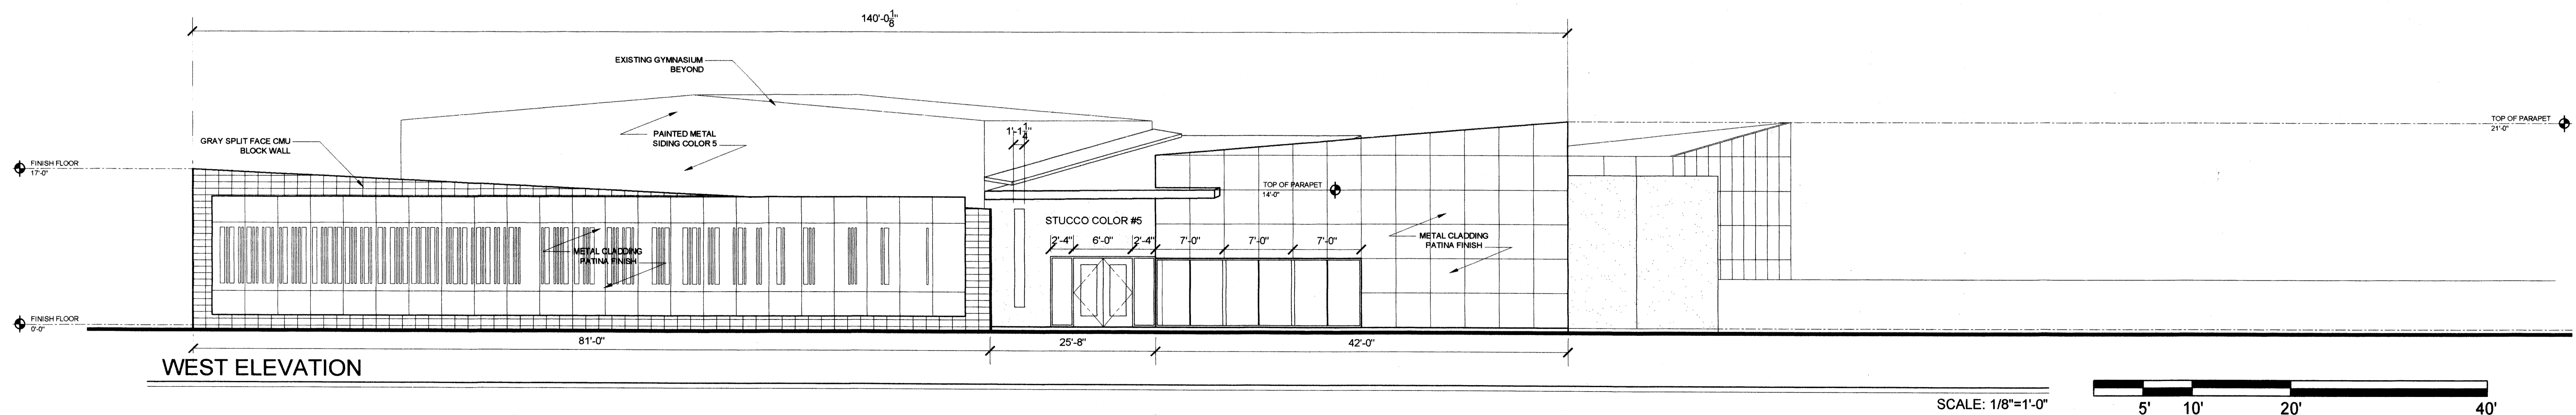 140'-0 1/8"
EXISTING GYMNASIUM
BEYOND
PAINTED METAL
SIDING COLOR 5
1'-1 1/4"
GRAY SPLIT FACE CMU
BLOCK WALL
TOP OF PARAPET
21'-0"
FINISH FLOOR
17'-0"
TOP OF PARAPET
14'-0"
STUCCO COLOR #5
2'-4" 6'-0" 2'-4" 7'-0" 7'-0" 7'-0"
METAL CLADDING
PATINA FINISH
METAL CLADDING
PATINA FINISH
FINISH FLOOR
0'-0"
81'-0" 25'-8" 42'-0"
WEST ELEVATION
SCALE: 1/8"=1'-0"
5' 10' 20' 40'